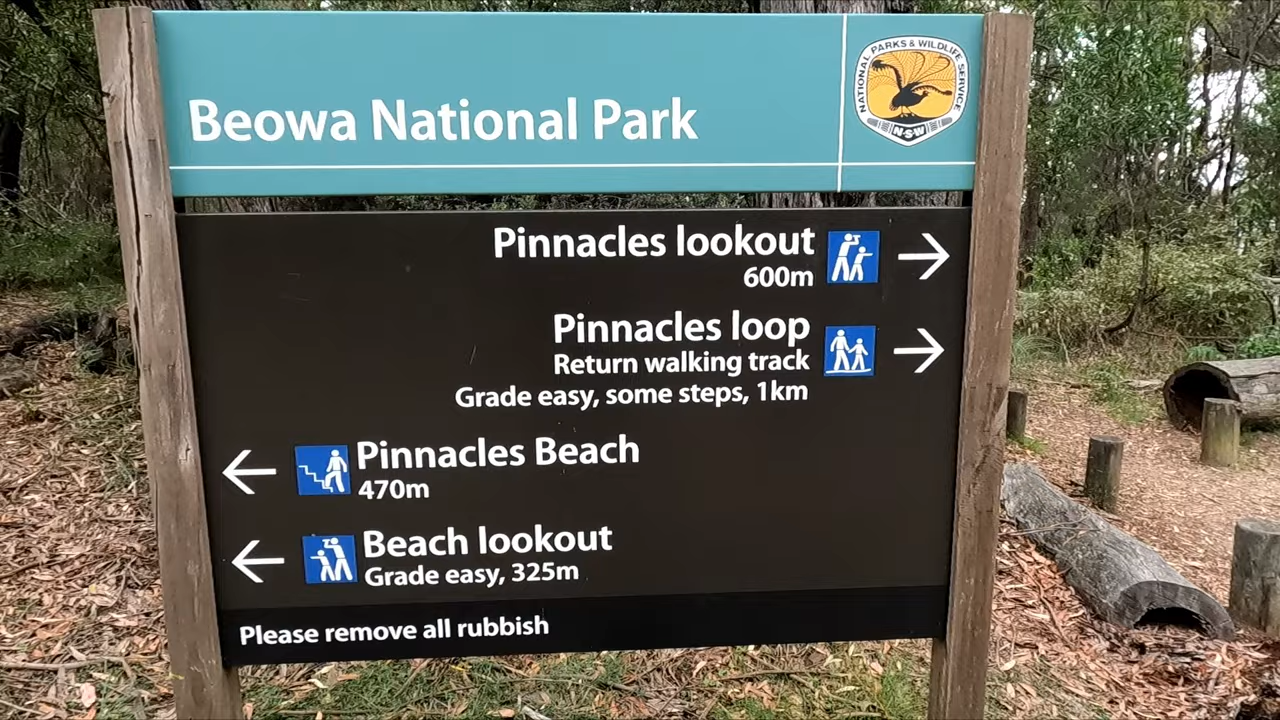 Beowa National Park
NATIONAL PARKS & WILDLIFE SERVICE
N·S·W
Pinnacles lookout
600m
Pinnacles loop
Return walking track
Grade easy, some steps, 1km
Pinnacles Beach
470m
Beach lookout
Grade easy, 325m
Please remove all rubbish